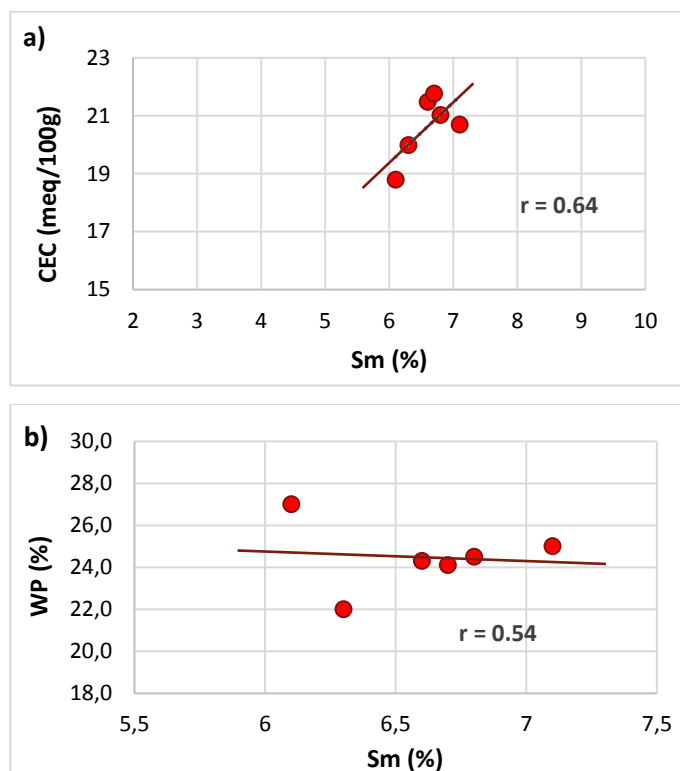 a)
CEC (meq/100g)
23
21
19
17
15
r = 0.64
2 3 4 5 6 7 8 9 10
Sm (%)
b)
WP (%)
30,0
28,0
26,0
24,0
22,0
20,0
18,0
r = 0.54
5,5 6 6,5 7 7,5
Sm (%)